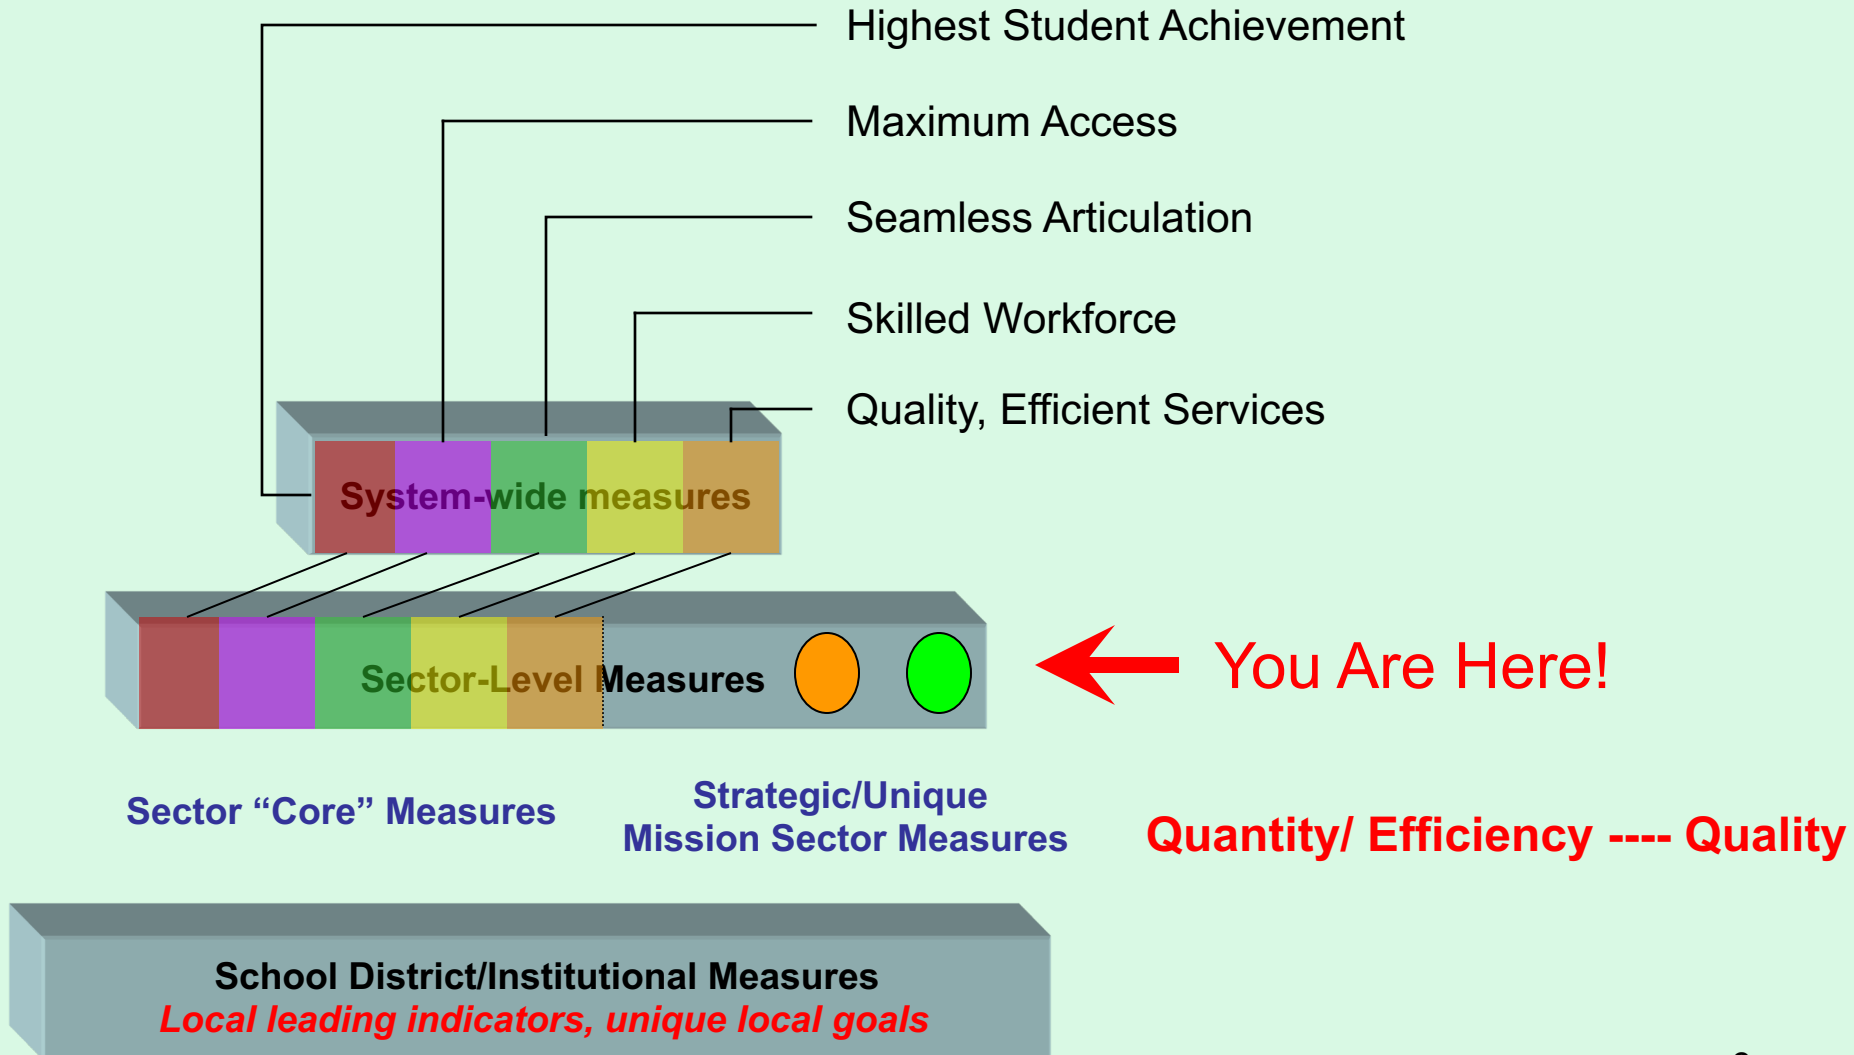 Highest Student Achievement
Maximum Access
Seamless Articulation
Skilled Workforce
Quality, Efficient Services
System-wide measures
Sector-Level Measures
You Are Here!
Sector “Core” Measures
Strategic/Unique
Mission Sector Measures
Quantity/ Efficiency ---- Quality
School District/Institutional Measures
Local leading indicators, unique local goals